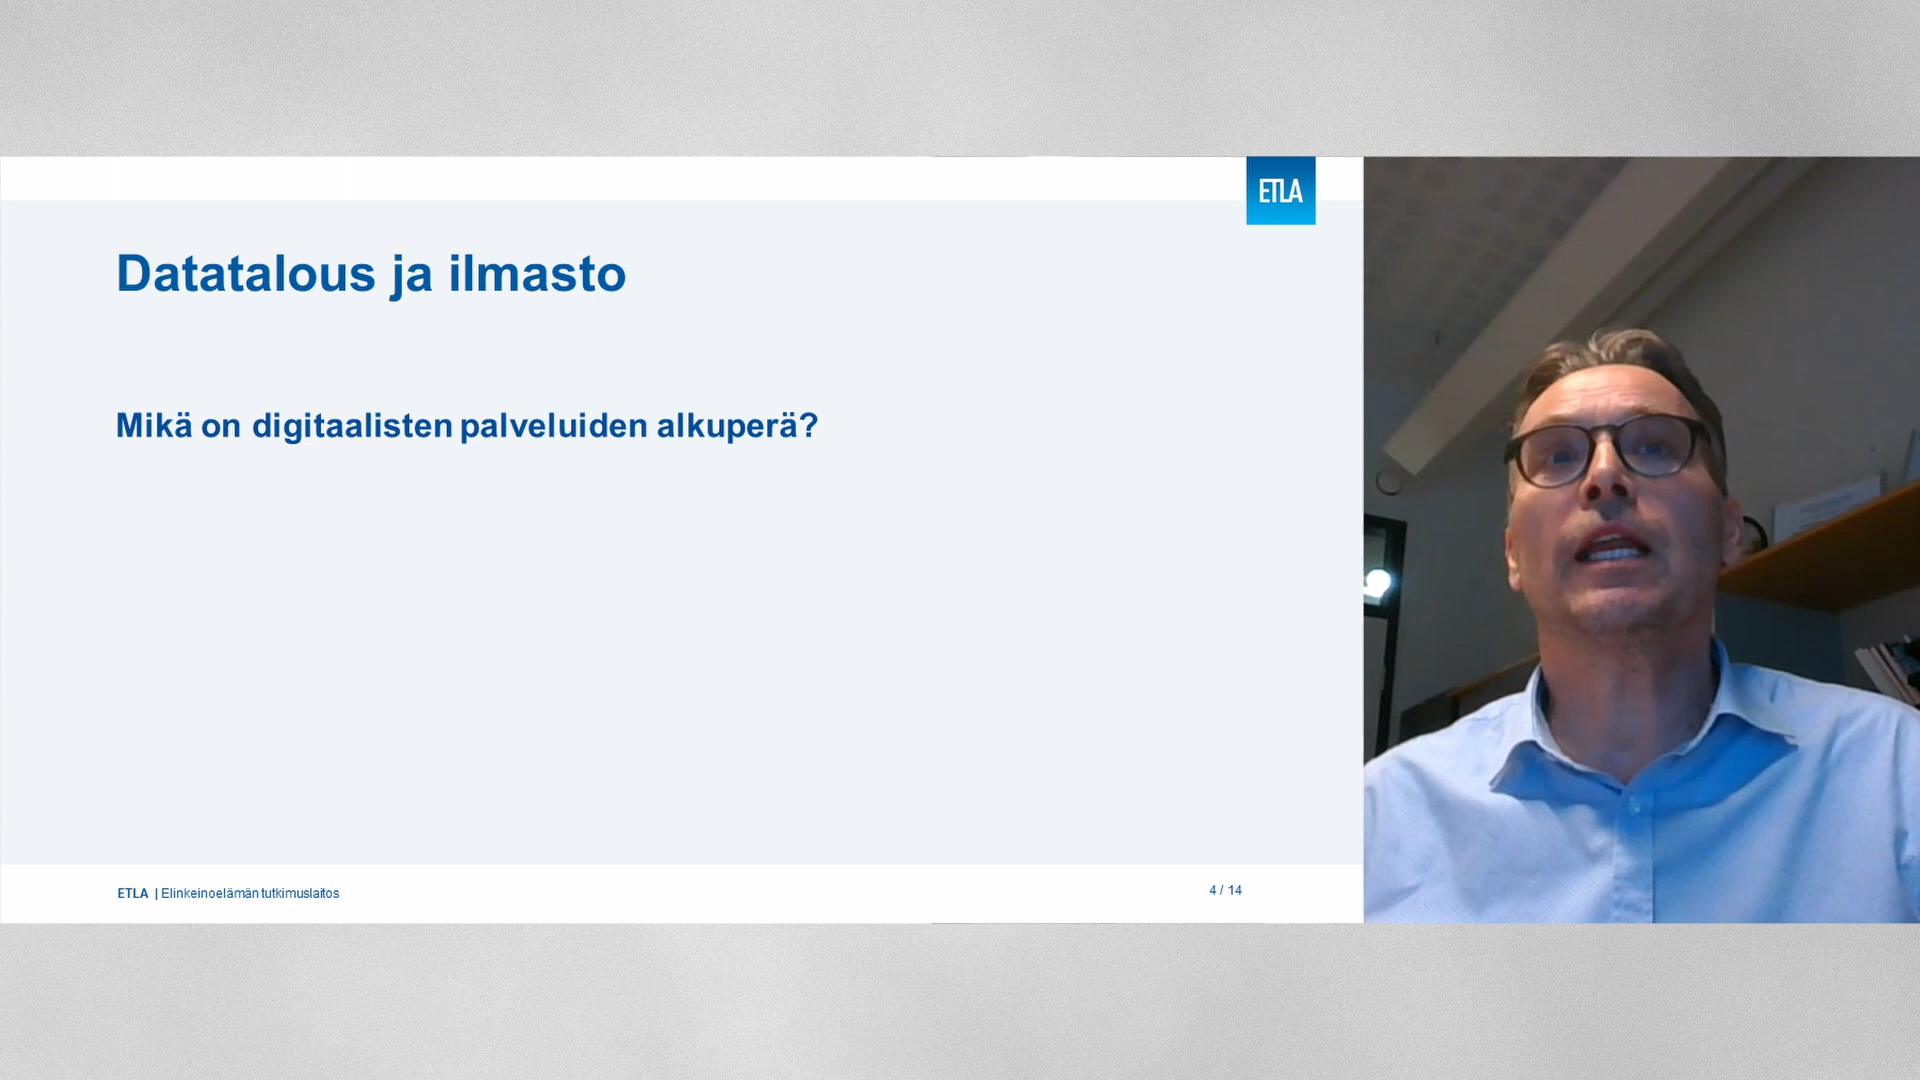 ETLA
Datatalous ja ilmasto
Mikä on digitaalisten palveluiden alkuperä?
ETLA | Elinkeinoelämän tutkimuslaitos
4 / 14